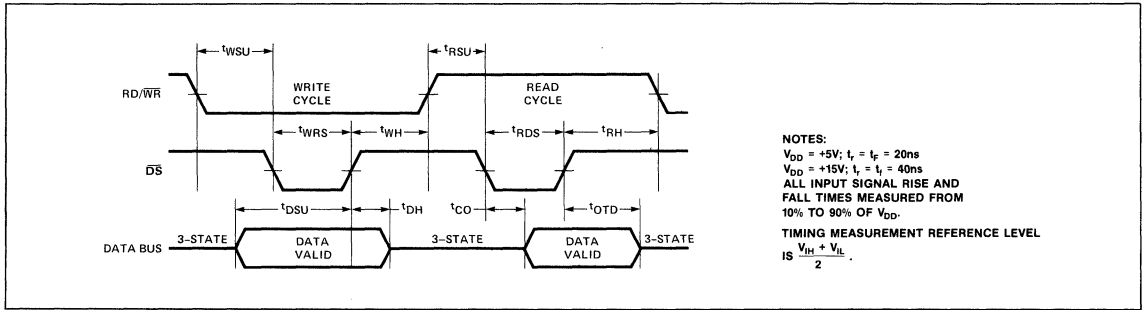 tWSU
tRSU
RD/WR
WRITE
CYCLE
READ
CYCLE
tWRS
tWH
tRDS
tRH
DS
tDSU
tDH
tCO
tOTD
DATA BUS
3-STATE
DATA
VALID
3-STATE
DATA
VALID
3-STATE
NOTES:
VDD = +5V; tr = tF = 20ns
VDD = +15V; tr = tf = 40ns
ALL INPUT SIGNAL RISE AND
FALL TIMES MEASURED FROM
10% TO 90% OF VDD.
TIMING MEASUREMENT REFERENCE LEVEL
IS VIH + VIL
2 .